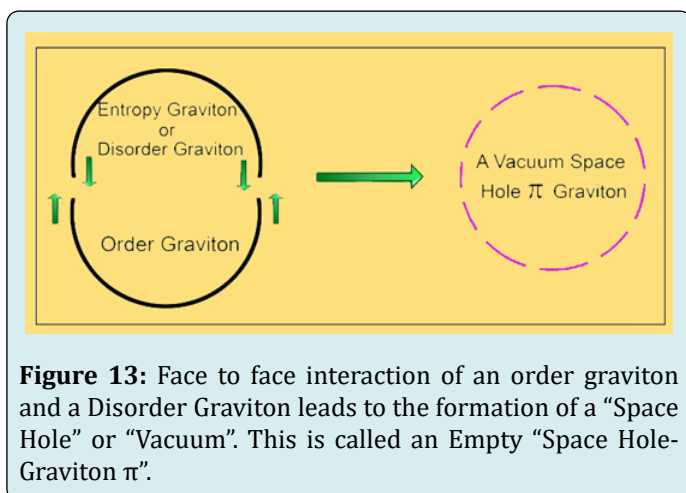 Entropy Graviton
or
Disorder Graviton
Order Graviton
A Vacuum Space
Hole π Graviton
Figure 13: Face to face interaction of an order graviton
and a Disorder Graviton leads to the formation of a “Space
Hole” or “Vacuum”. This is called an Empty “Space Hole-
Graviton π”.